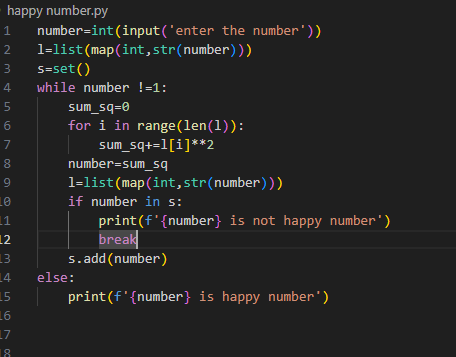 happy number.py
1 number=int(input('enter the number'))
2 l=list(map(int,str(number)))
3 s=set()
4 while number !=1:
5     sum_sq=0
6     for i in range(len(l)):
7         sum_sq+=l[i]**2
8     number=sum_sq
9     l=list(map(int,str(number)))
10     if number in s:
11         print(f'{number} is not happy number')
12         break
13     s.add(number)
14 else:
15     print(f'{number} is happy number')
16
17
18